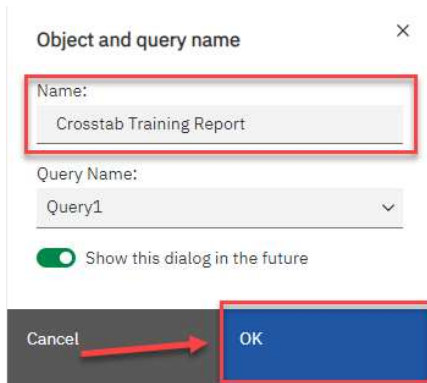 Object and query name
Name:
Crosstab Training Report
Query Name:
Query1
Show this dialog in the future
Cancel
OK